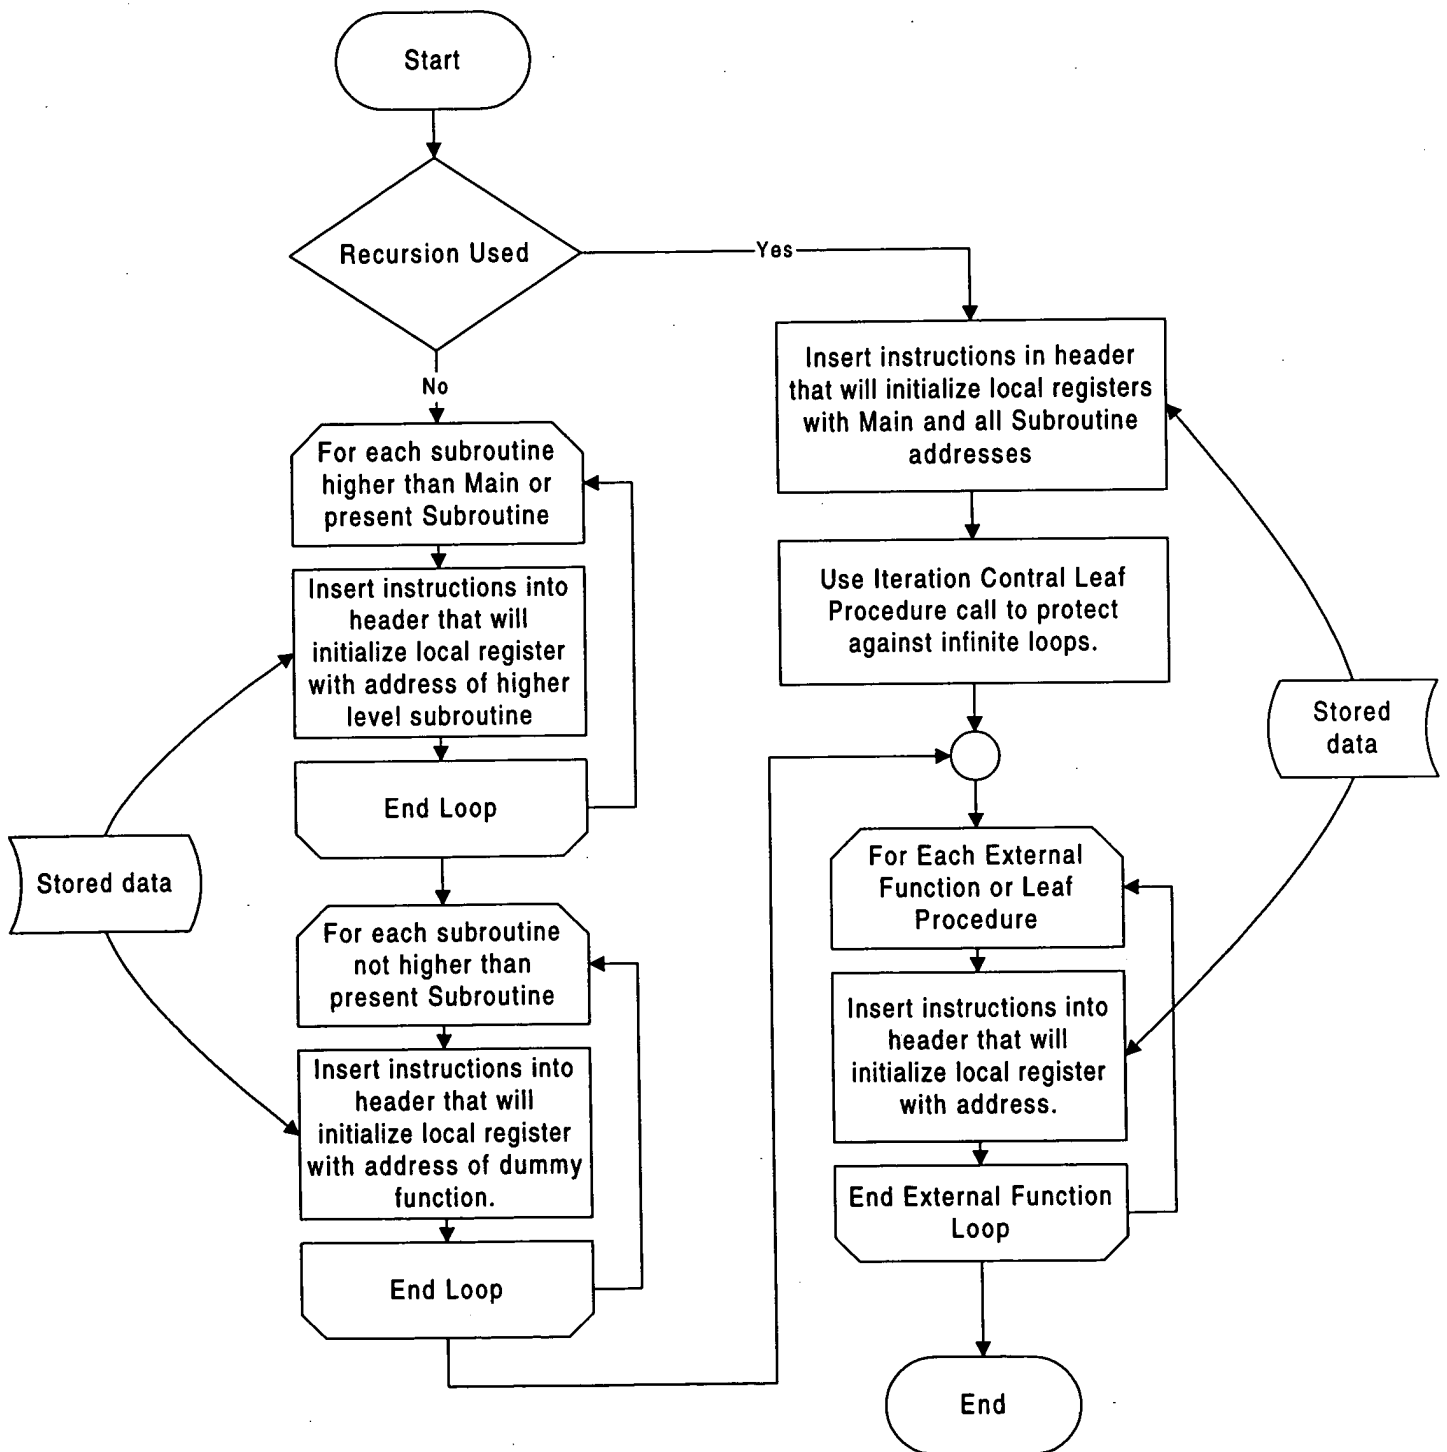 Start
Recursion Used
Yes
No
For each subroutine
higher than Main or
present Subroutine
Insert instructions into
header that will
initialize local register
with address of higher
level subroutine
End Loop
Stored data
For each subroutine
not higher than
present Subroutine
Insert instructions into
header that will
initialize local register
with address of dummy
function.
End Loop
Insert instructions in header
that will initialize local registers
with Main and all Subroutine
addresses
Use Iteration Contral Leaf
Procedure call to protect
against infinite loops.
Stored
data
For Each External
Function or Leaf
Procedure
Insert instructions into
header that will
initialize local register
with address.
End External Function
Loop
End